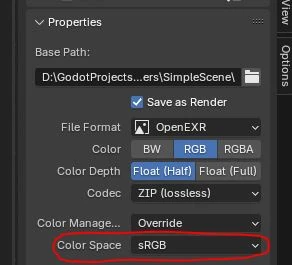 Properties
Base Path:
D:\GodotProjects...ers\SimpleScene\
Save as Render
File Format OpenEXR
Color BW RGB RGBA
Color Depth Float (Half) Float (Full)
Codec ZIP (lossless)
Color Manage... Override
Color Space sRGB
View
Options